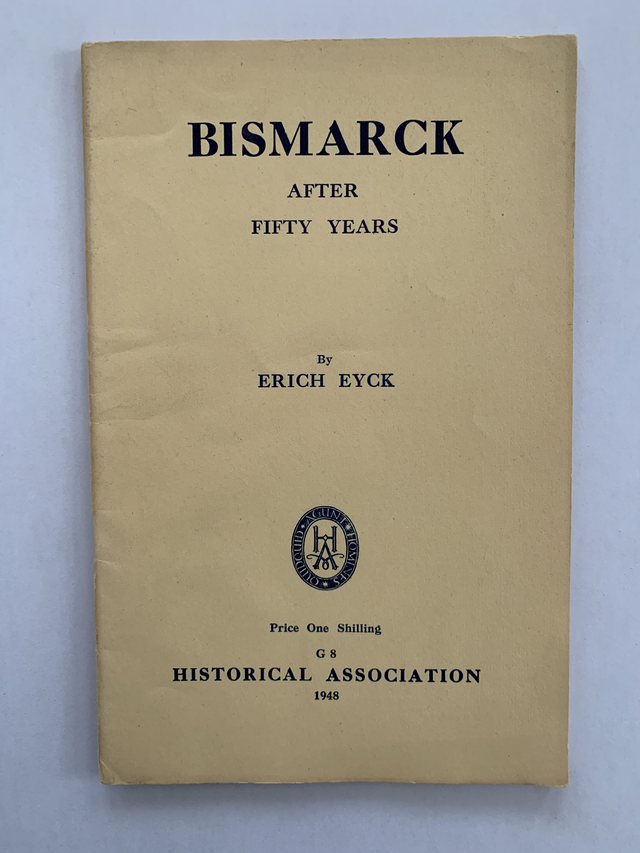 BISMARCK
AFTER
FIFTY YEARS
By
ERICH EYCK
QUIDQUID AGUNT HOMINES
HA
Price One Shilling
G 8
HISTORICAL ASSOCIATION
1948